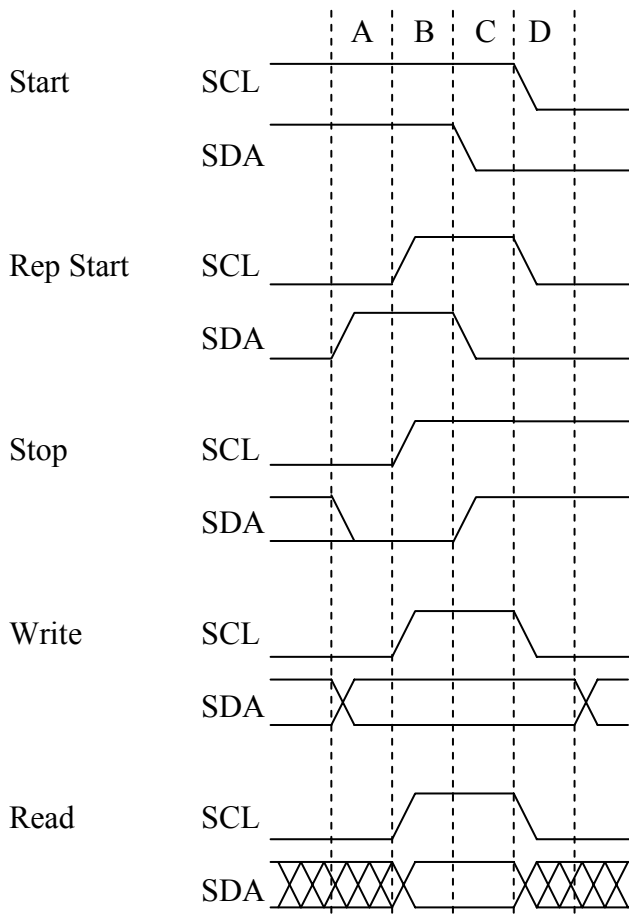 A B C D
Start SCL
SDA
Rep Start SCL
SDA
Stop SCL
SDA
Write SCL
SDA
Read SCL
SDA